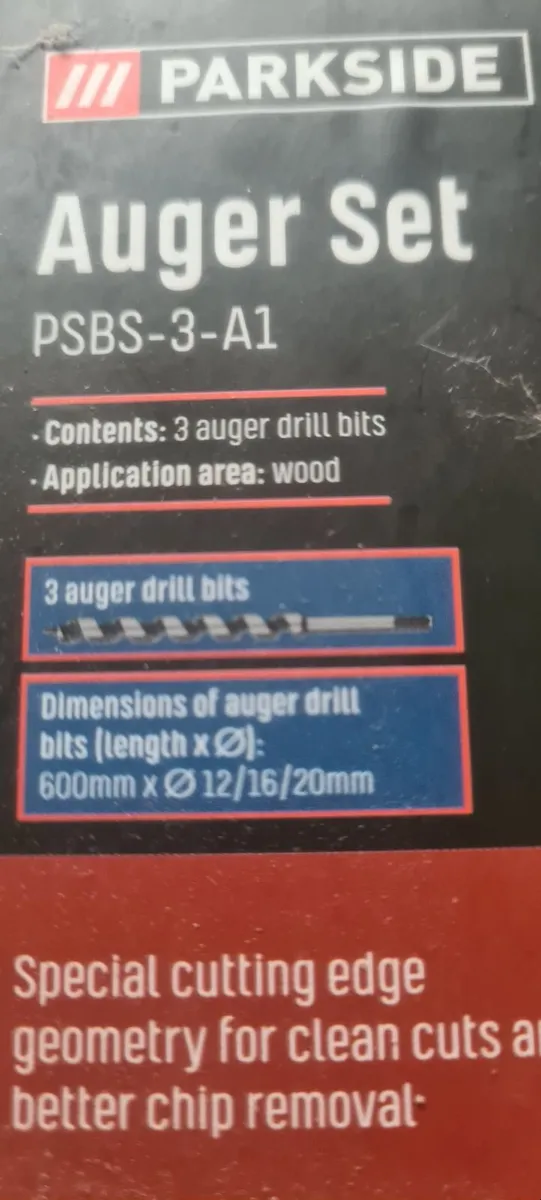 /// PARKSIDE
Auger Set
PSBS-3-A1
· Contents: 3 auger drill bits
· Application area: wood
3 auger drill bits
Dimensions of auger drill
bits (length x Ø):
600mm x Ø 12/16/20mm
Special cutting edge
geometry for clean cuts
better chip removal·